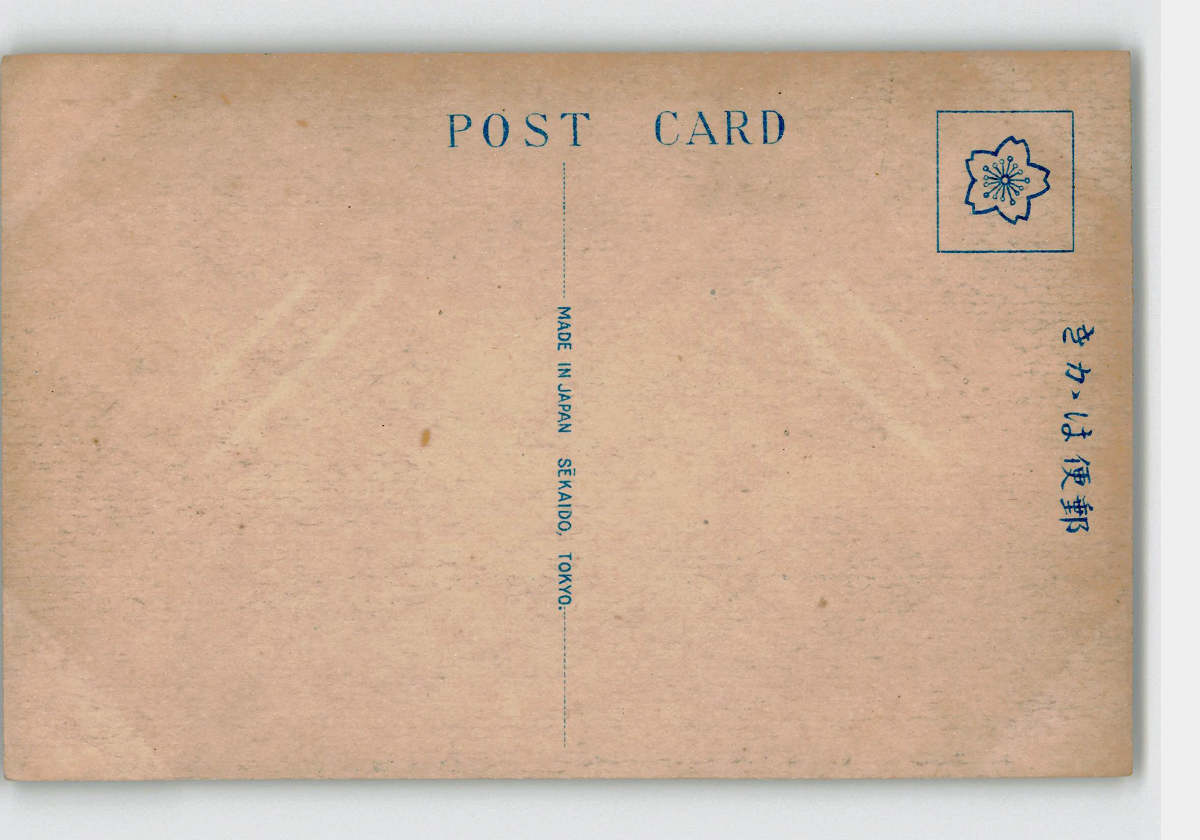 POST CARD
MADE IN JAPAN SĒKAIDO, TOKYO.
郵便はがき